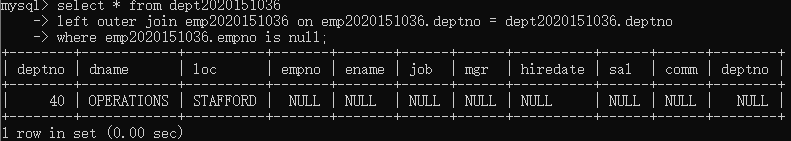 mysql> select * from dept2020151036
    -> left outer join emp2020151036 on emp2020151036.deptno = dept2020151036.deptno
    -> where emp2020151036.empno is null;
+--------+------------+----------+-------+-------+------+------+----------+------+------+--------+
| deptno | dname      | loc      | empno | ename | job  | mgr  | hiredate | sal  | comm | deptno |
+--------+------------+----------+-------+-------+------+------+----------+------+------+--------+
|     40 | OPERATIONS | STAFFORD |  NULL | NULL  | NULL | NULL | NULL     | NULL | NULL |   NULL |
+--------+------------+----------+-------+-------+------+------+----------+------+------+--------+
1 row in set (0.00 sec)